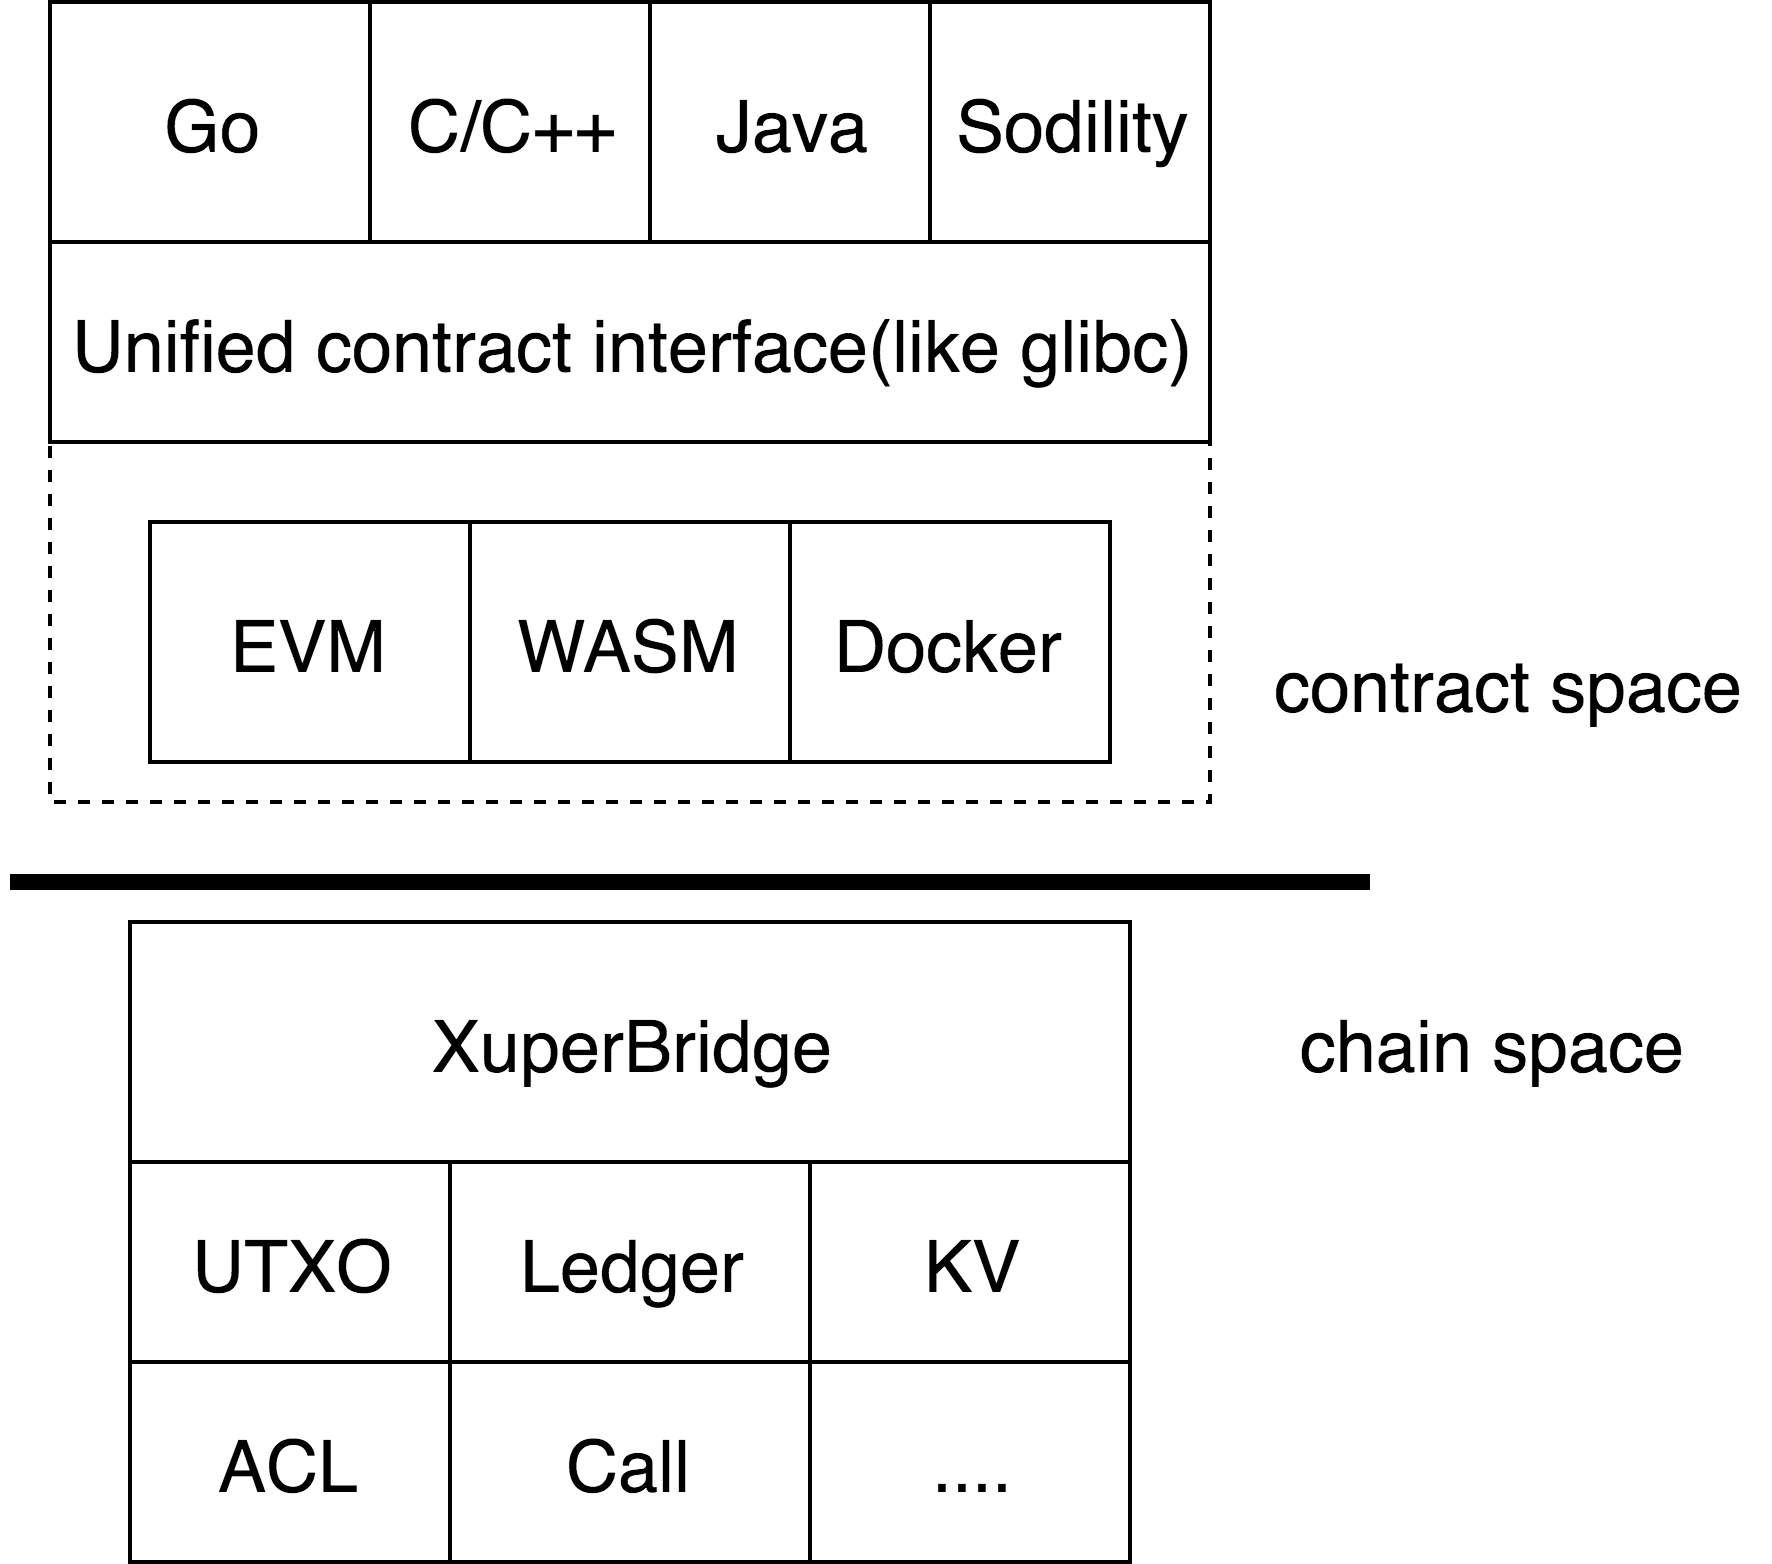 Go
C/C++
Java
Sodility
Unified contract interface(like glibc)
EVM
WASM
Docker
contract space
XuperBridge
chain space
UTXO
Ledger
KV
ACL
Call
....